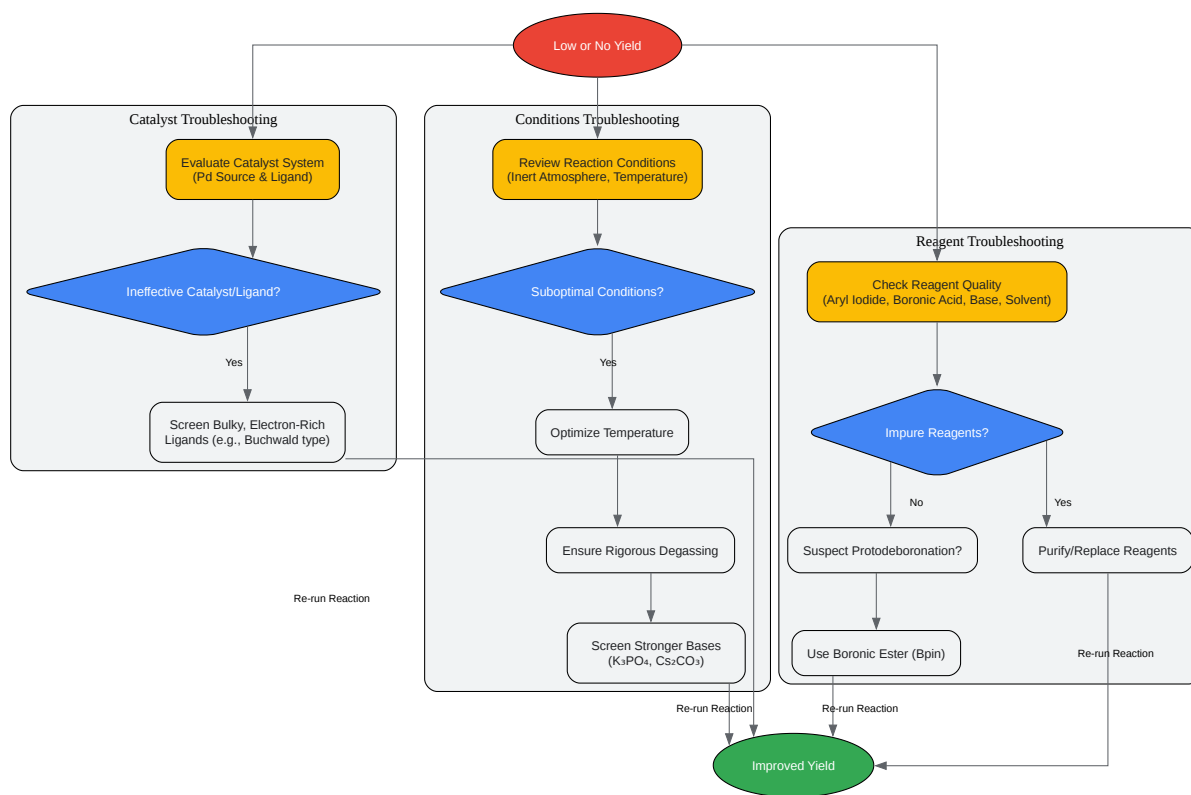 Low or No Yield
Catalyst Troubleshooting
Evaluate Catalyst System
(Pd Source & Ligand)
Ineffective Catalyst/Ligand?
Yes
Screen Bulky, Electron-Rich
Ligands (e.g., Buchwald type)
Re-run Reaction
Conditions Troubleshooting
Review Reaction Conditions
(Inert Atmosphere, Temperature)
Suboptimal Conditions?
Yes
Optimize Temperature
Ensure Rigorous Degassing
Screen Stronger Bases
(K₃PO₄, Cs₂CO₃)
Re-run Reaction
Reagent Troubleshooting
Check Reagent Quality
(Aryl Iodide, Boronic Acid, Base, Solvent)
Impure Reagents?
No
Yes
Suspect Protodeboronation?
Purify/Replace Reagents
Use Boronic Ester (Bpin)
Re-run Reaction
Re-run Reaction
Improved Yield